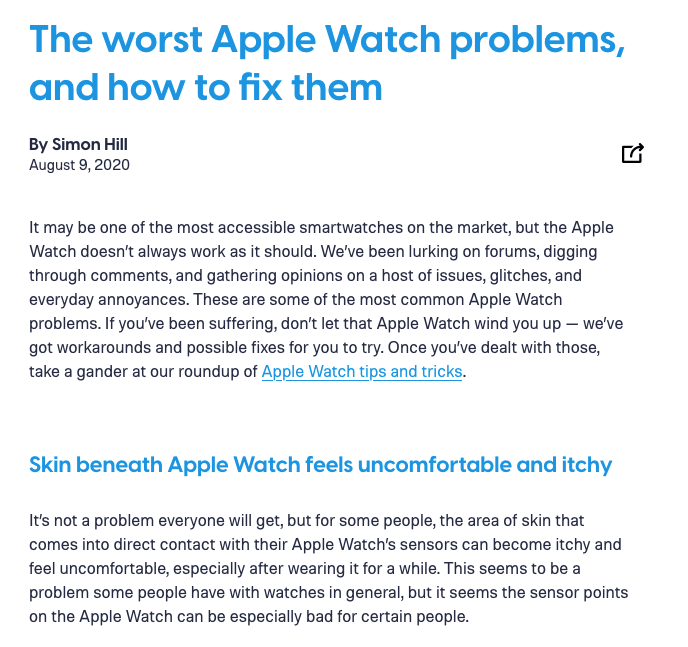 The worst Apple Watch problems,
and how to fix them
By Simon Hill
August 9, 2020
It may be one of the most accessible smartwatches on the market, but the Apple
Watch doesn't always work as it should. We've been lurking on forums, digging
through comments, and gathering opinions on a host of issues, glitches, and
everyday annoyances. These are some of the most common Apple Watch
problems. If you've been suffering, don't let that Apple Watch wind you up — we've
got workarounds and possible fixes for you to try. Once you've dealt with those,
take a gander at our roundup of Apple Watch tips and tricks.
Skin beneath Apple Watch feels uncomfortable and itchy
It's not a problem everyone will get, but for some people, the area of skin that
comes into direct contact with their Apple Watch's sensors can become itchy and
feel uncomfortable, especially after wearing it for a while. This seems to be a
problem some people have with watches in general, but it seems the sensor points
on the Apple Watch can be especially bad for certain people.